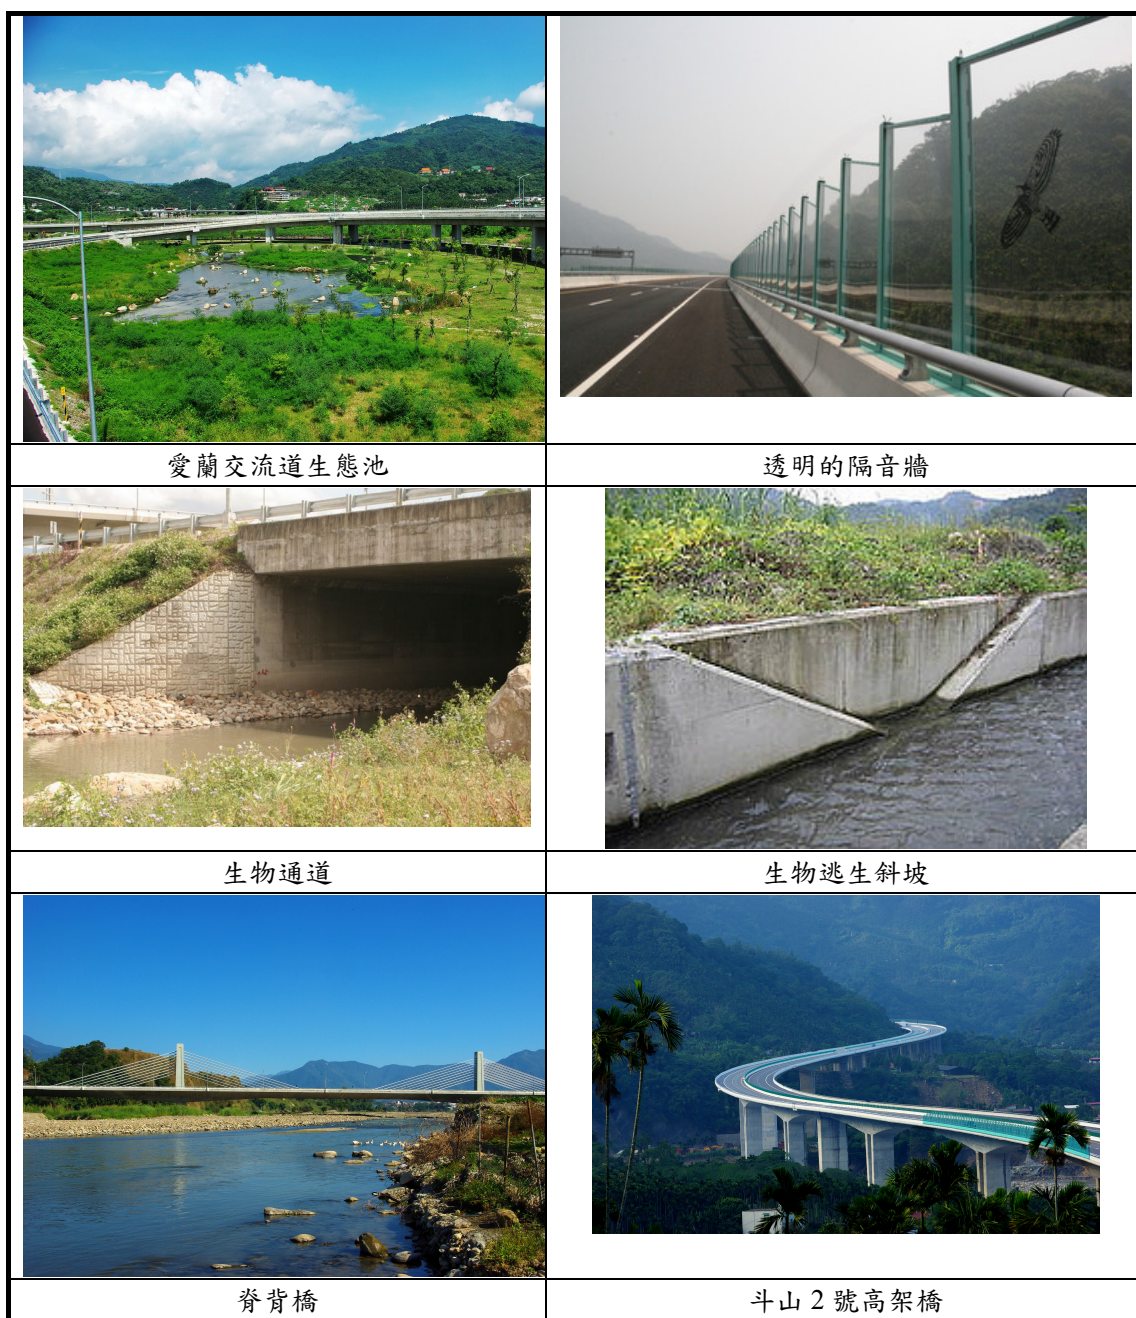 愛蘭交流道生態池
透明的隔音牆
生物通道
生物逃生斜坡
脊背橋
斗山 2 號高架橋